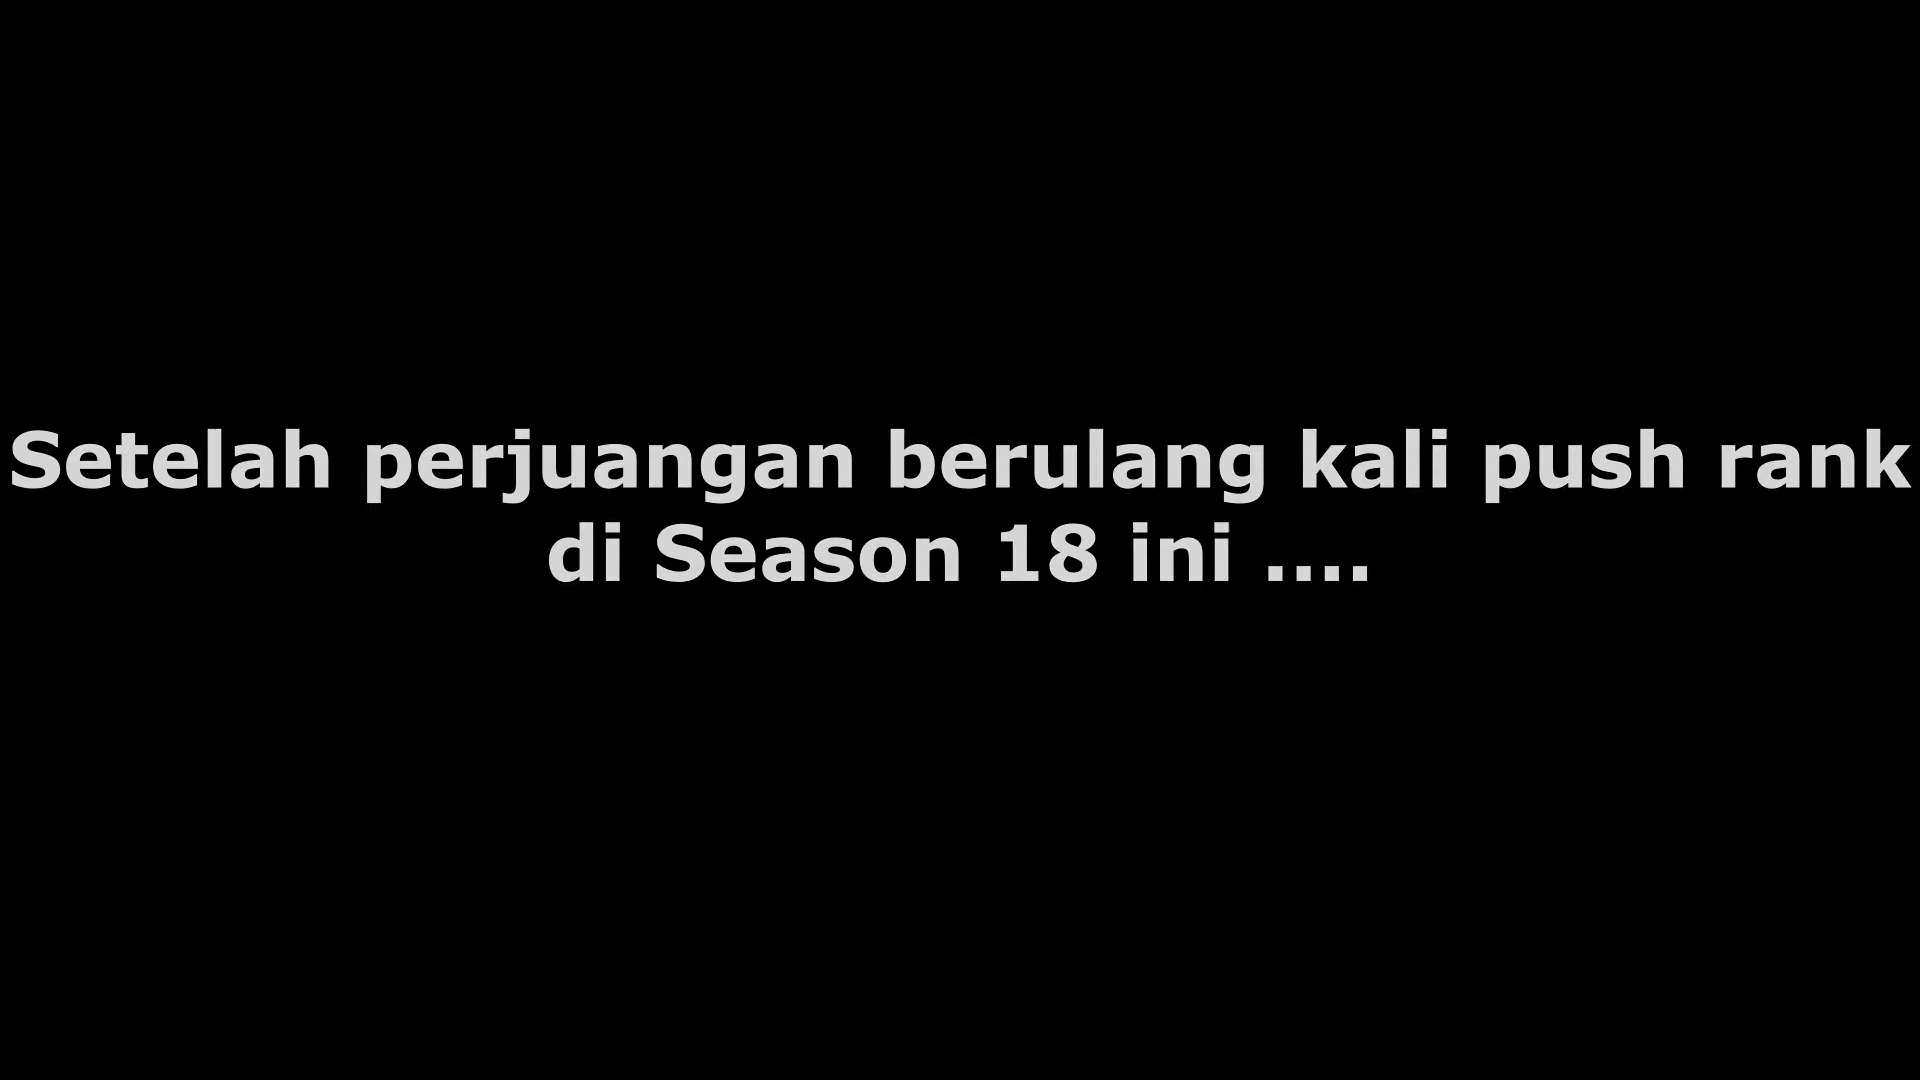 Setelah perjuangan berulang kali push rank
di Season 18 ini ....